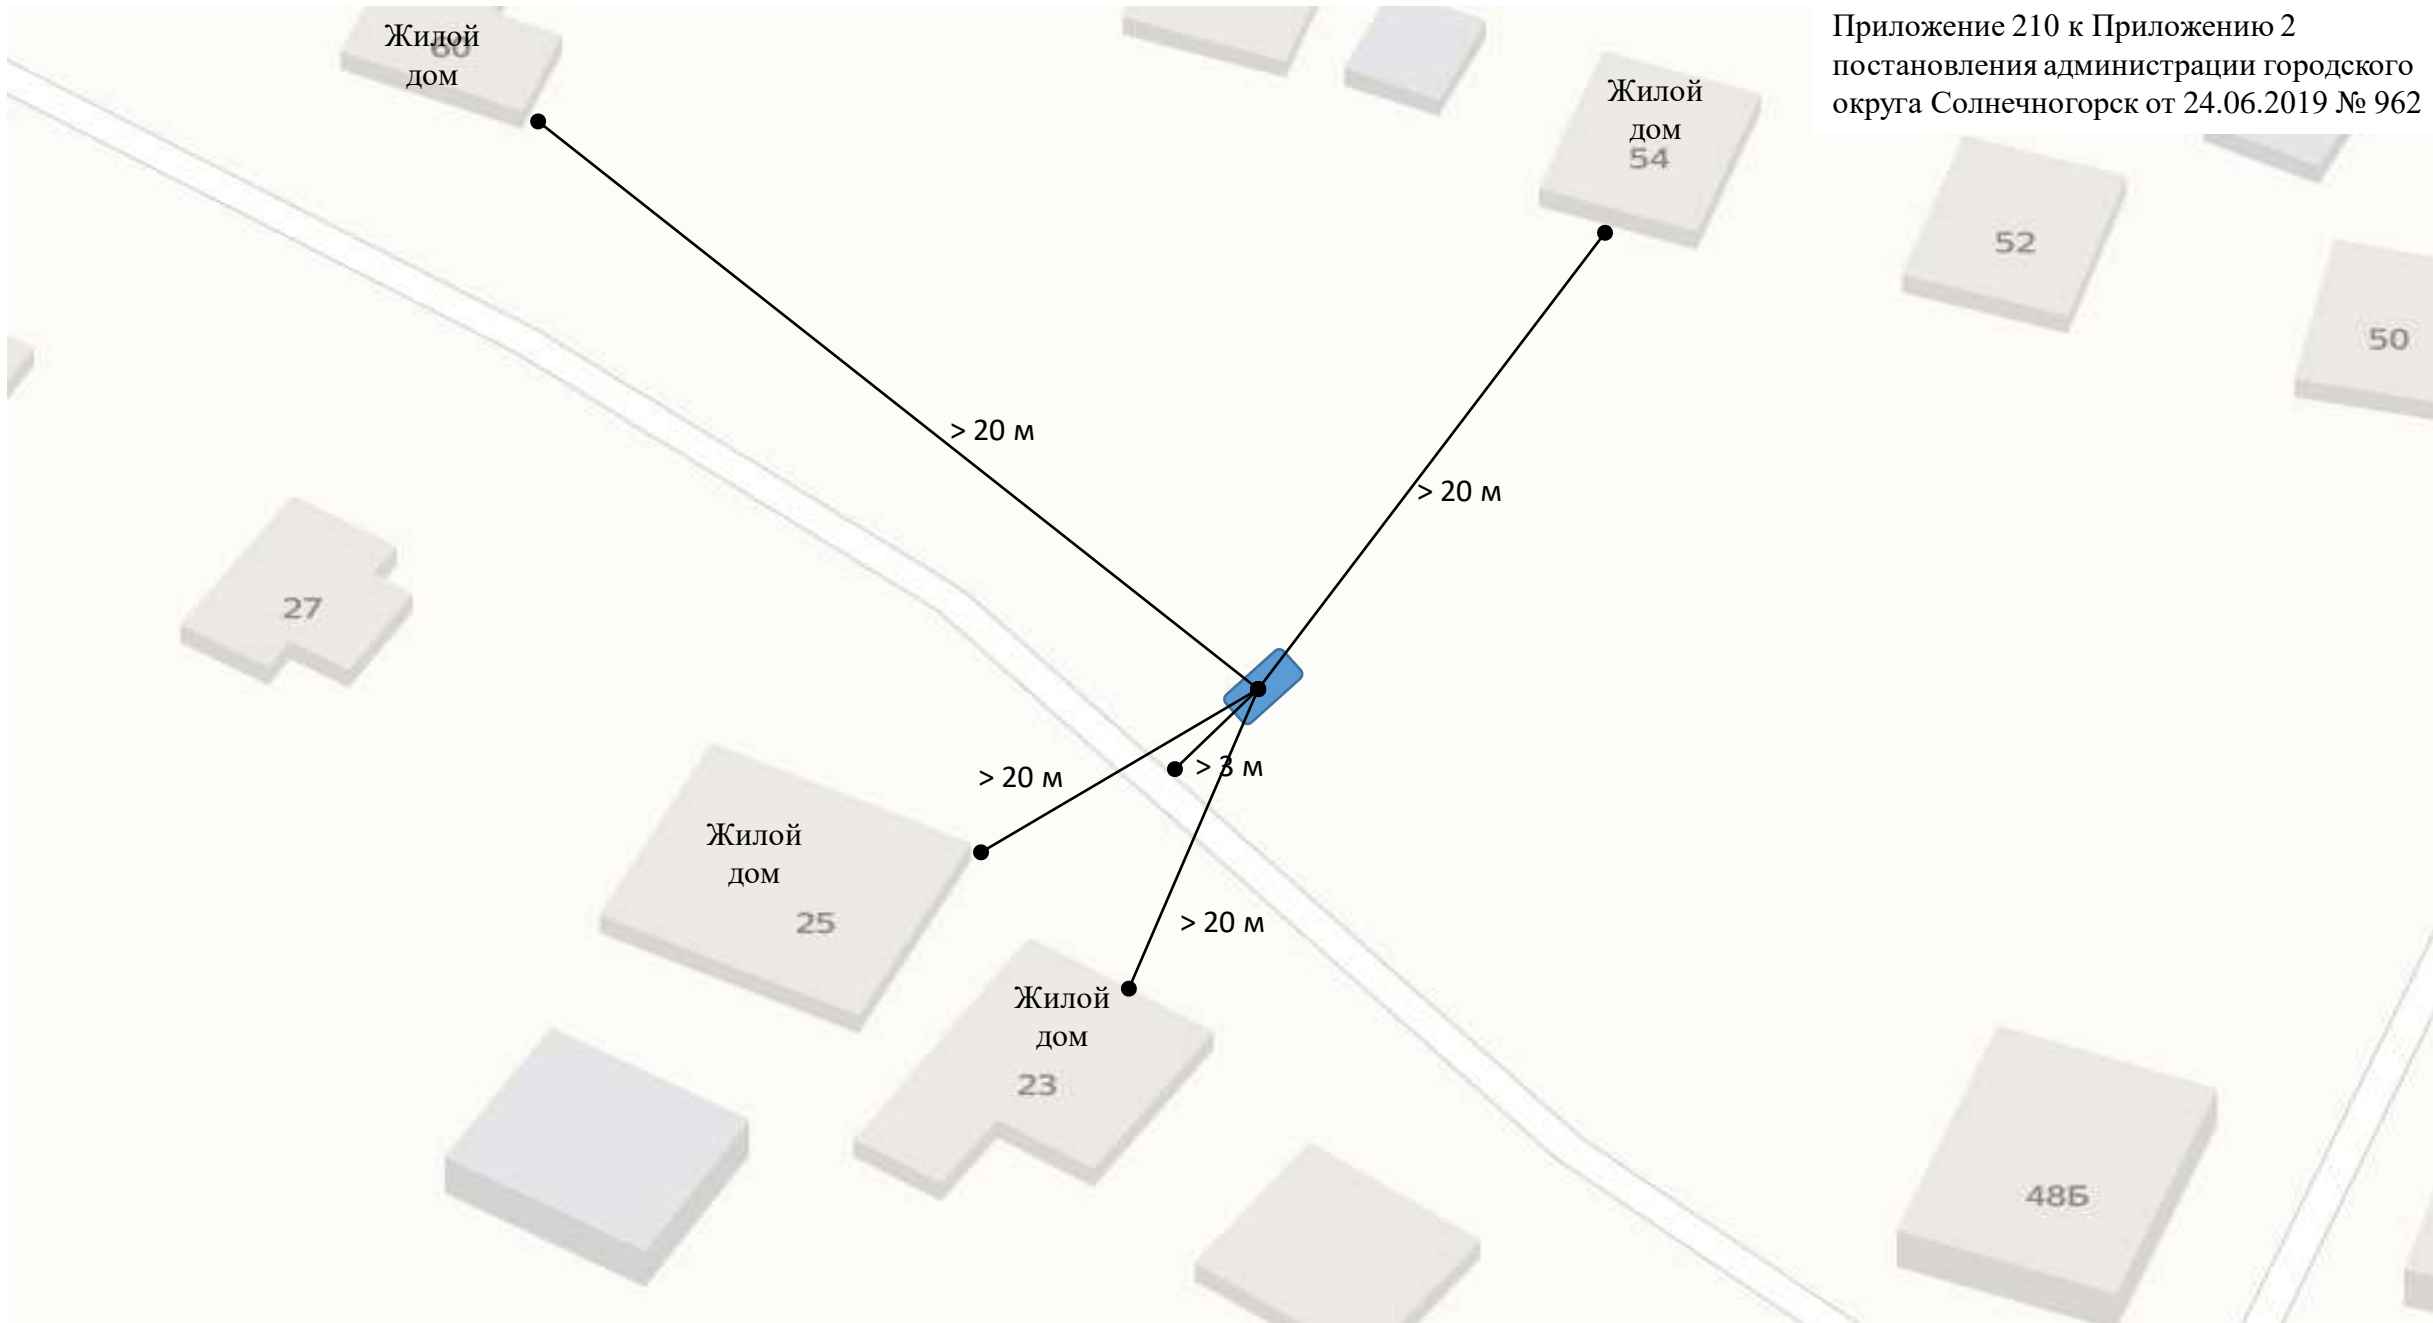 Приложение 210 к Приложению 2
постановления администрации городского
округа Солнечногорск от 24.06.2019 № 962
Жилой
60
дом
Жилой
дом
54
52
50
> 20 м
> 20 м
27
> 20 м
> 3 м
Жилой
дом
25
> 20 м
Жилой
дом
23
48Б